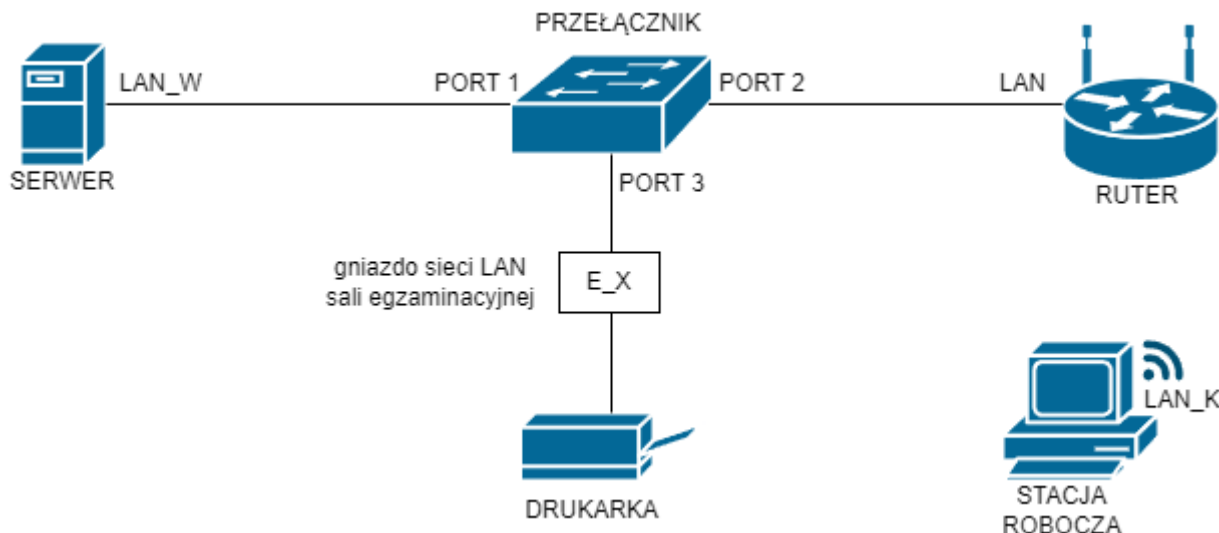 PRZEŁĄCZNIK
LAN_W
PORT 1
PORT 2
LAN
SERWER
PORT 3
RUTER
gniazdo sieci LAN
sali egzaminacyjnej
E_X
LAN_K
DRUKARKA
STACJA
ROBOCZA